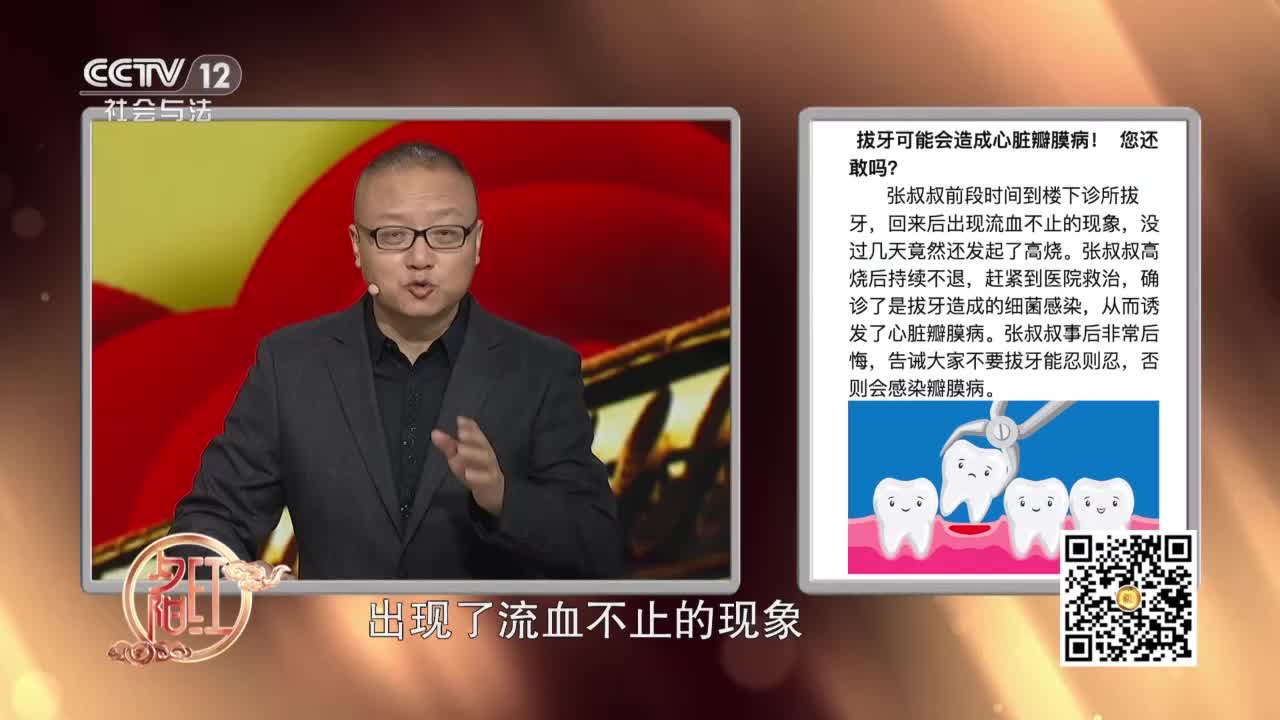 CCTV 12
社会与法
拔牙可能会造成心脏瓣膜病！ 您还
敢吗？
张叔叔前段时间到楼下诊所拔
牙，回来后出现流血不止的现象，没
过几天竟然还发起了高烧。张叔叔高
烧后持续不退，赶紧到医院救治，确
诊了是拔牙造成的细菌感染，从而诱
发了心脏瓣膜病。张叔叔事后非常后
悔，告诫大家不要拔牙能忍则忍，否
则会感染瓣膜病。
夕阳红
出现了流血不止的现象